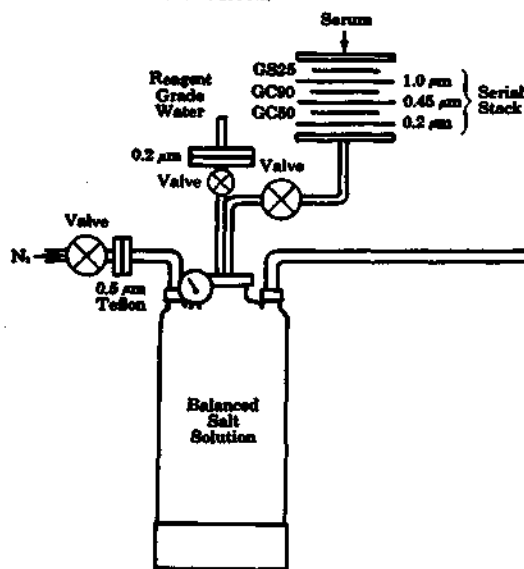 Serum
GS25
GC90
GC50
1.0 μm
0.45 μm
0.2 μm
Serial
Stack
Reagent
Grade
Water
0.2 μm
Valve
Valve
Valve
N₂
0.5 μm
Teflon
Balanced
Salt
Solution